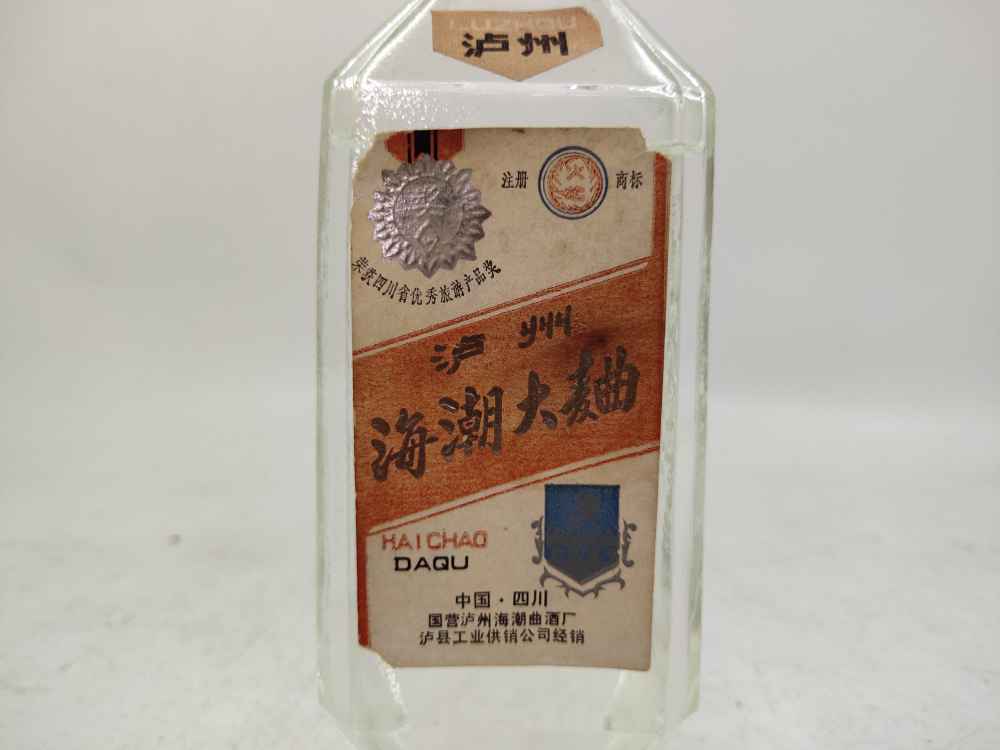 LUZHOU
泸州
注册 商标
荣获四川省优秀旅游产品奖
泸州
海潮大麯
HAICHAO
DAQU
中国·四川
国营泸州海潮曲酒厂
泸县工业供销公司经销